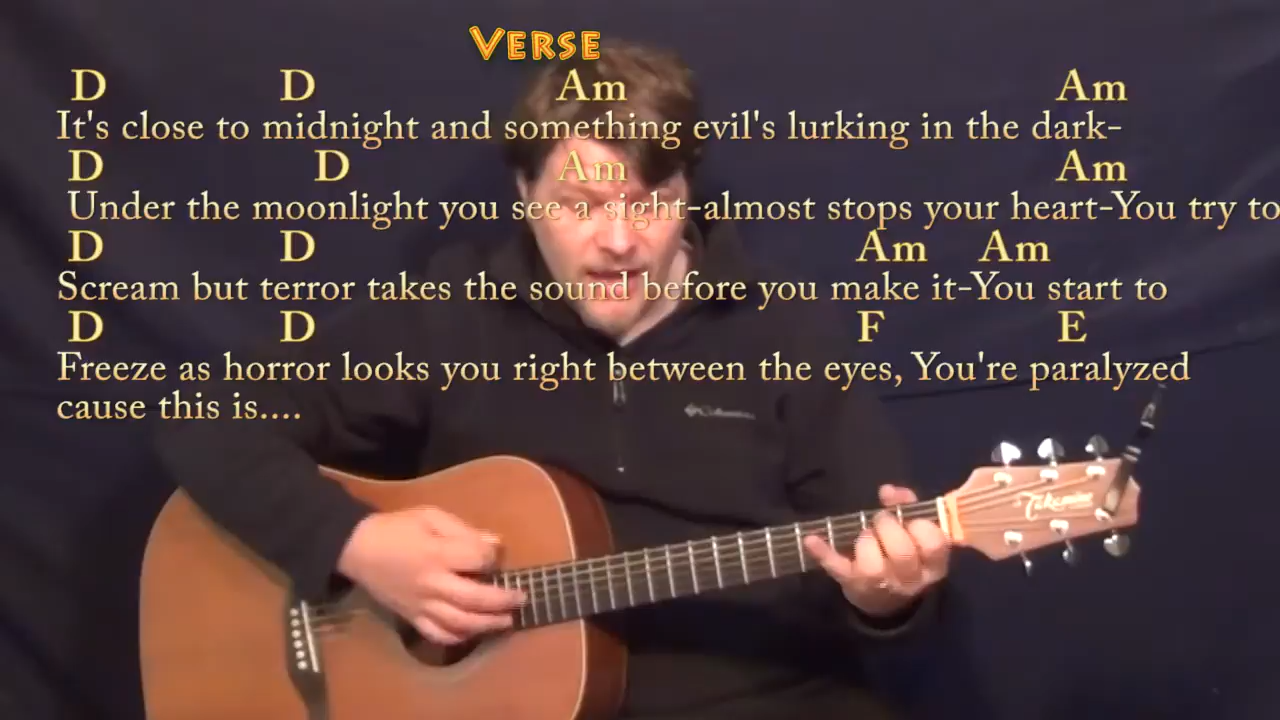 VERSE
D D Am Am
It's close to midnight and something evil's lurking in the dark-
D D Am Am
Under the moonlight you see a sight-almost stops your heart-You try to
D D Am Am
Scream but terror takes the sound before you make it-You start to
D D F E
Freeze as horror looks you right between the eyes, You're paralyzed
cause this is....
Columbia
Takamine